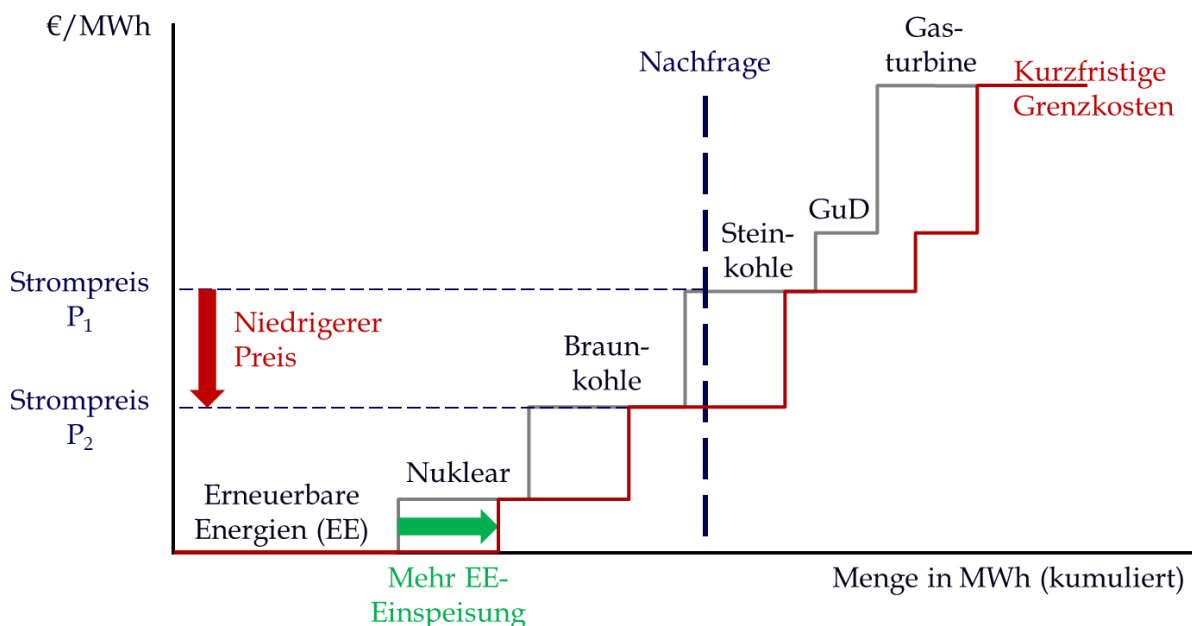 €/MWh
Nachfrage
Gas-
turbine
Kurzfristige
Grenzkosten
GuD
Stein-
kohle
Strompreis
P₁
Niedrigerer
Preis
Braun-
kohle
Strompreis
P₂
Nuklear
Erneuerbare
Energien (EE)
Mehr EE-
Einspeisung
Menge in MWh (kumuliert)